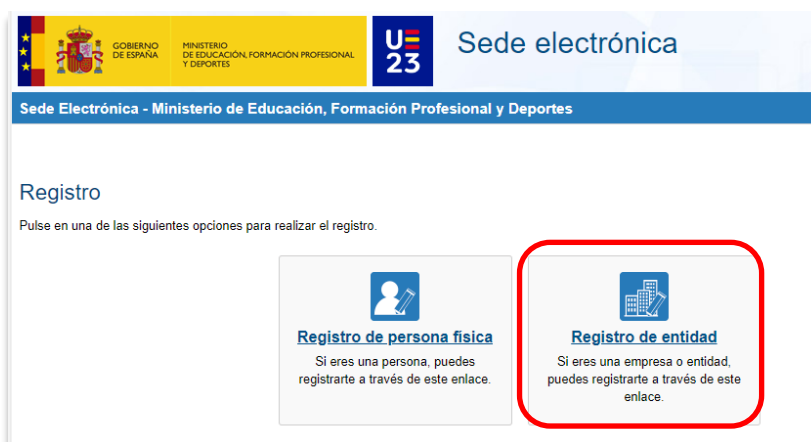 GOBIERNO
DE ESPAÑA
MINISTERIO
DE EDUCACIÓN, FORMACIÓN PROFESIONAL
Y DEPORTES
UE
23
Sede electrónica
Sede Electrónica - Ministerio de Educación, Formación Profesional y Deportes
Registro
Pulse en una de las siguientes opciones para realizar el registro.
Registro de persona física
Si eres una persona, puedes
registrarte a través de este enlace.
Registro de entidad
Si eres una empresa o entidad,
puedes registrarte a través de este
enlace.